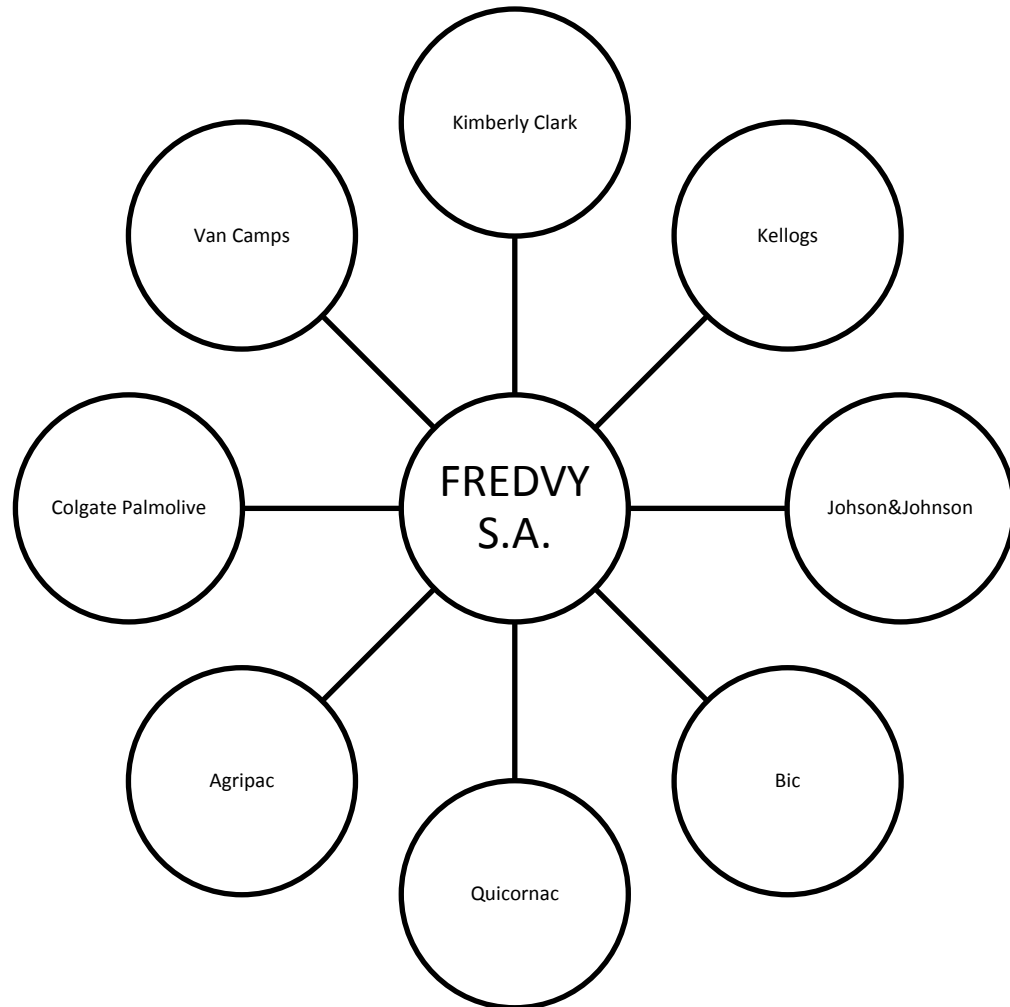 Kimberly Clark
Van Camps
Kellogs
FREDVY
S.A.
Colgate Palmolive
Johson&Johnson
Agripac
Bic
Quicornac